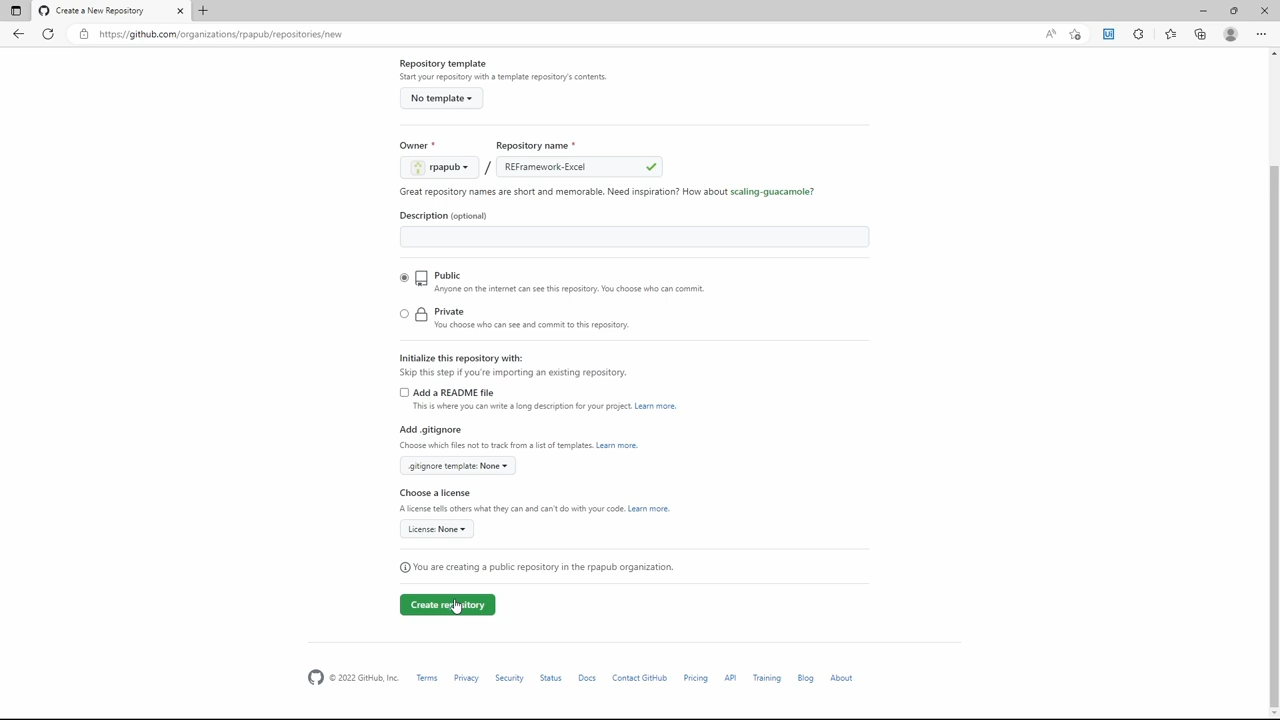 Create a New Repository
https://github.com/organizations/rpapub/repositories/new
Repository template
Start your repository with a template repository's contents.
No template
Owner * Repository name *
rpapub / REFramework-Excel
Great repository names are short and memorable. Need inspiration? How about scaling-guacamole?
Description (optional)
Public
Anyone on the internet can see this repository. You choose who can commit.
Private
You choose who can see and commit to this repository.
Initialize this repository with:
Skip this step if you're importing an existing repository.
Add a README file
This is where you can write a long description for your project. Learn more.
Add .gitignore
Choose which files not to track from a list of templates. Learn more.
.gitignore template: None
Choose a license
A license tells others what they can and can't do with your code. Learn more.
License: None
You are creating a public repository in the rpapub organization.
Create repository
© 2022 GitHub, Inc. Terms Privacy Security Status Docs Contact GitHub Pricing API Training Blog About